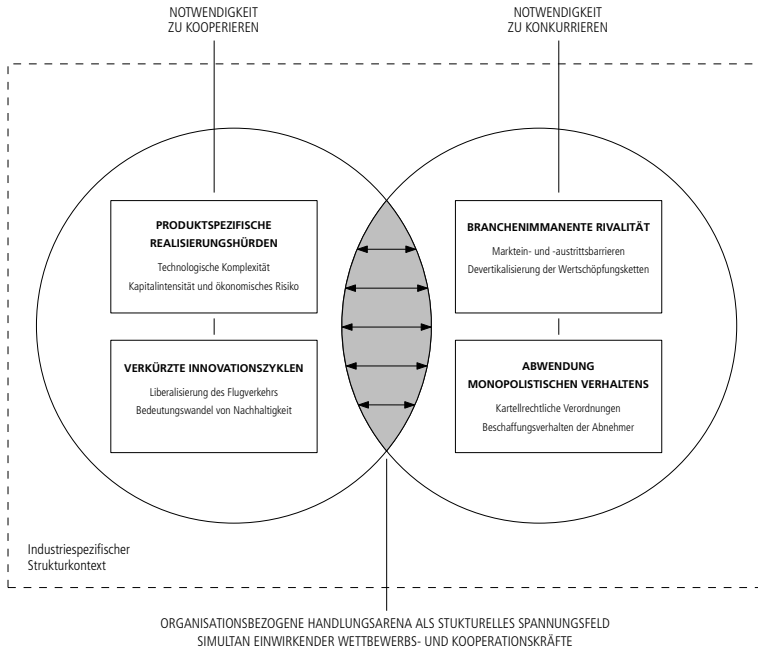 NOTWENDIGKEIT
ZU KOOPERIEREN
NOTWENDIGKEIT
ZU KONKURRIEREN
PRODUKTSPEZIFISCHE
REALISIERUNGSHÜRDEN
Technologische Komplexität
Kapitalintensität und ökonomisches Risiko
VERKÜRZTE INNOVATIONSZYKLEN
Liberalisierung des Flugverkehrs
Bedeutungswandel von Nachhaltigkeit
BRANCHENIMMANENTE RIVALITÄT
Marktein- und -austrittsbarrieren
Devertikalisierung der Wertschöpfungsketten
ABWENDUNG
MONOPOLISTISCHEN VERHALTENS
Kartellrechtliche Verordnungen
Beschaffungsverhalten der Abnehmer
Industriespezifischer
Strukturkontext
ORGANISATIONSBEZOGENE HANDLUNGSARENA ALS STUKTURELLES SPANNUNGSFELD
SIMULTAN EINWIRKENDER WETTBEWERBS- UND KOOPERATIONSKRÄFTE